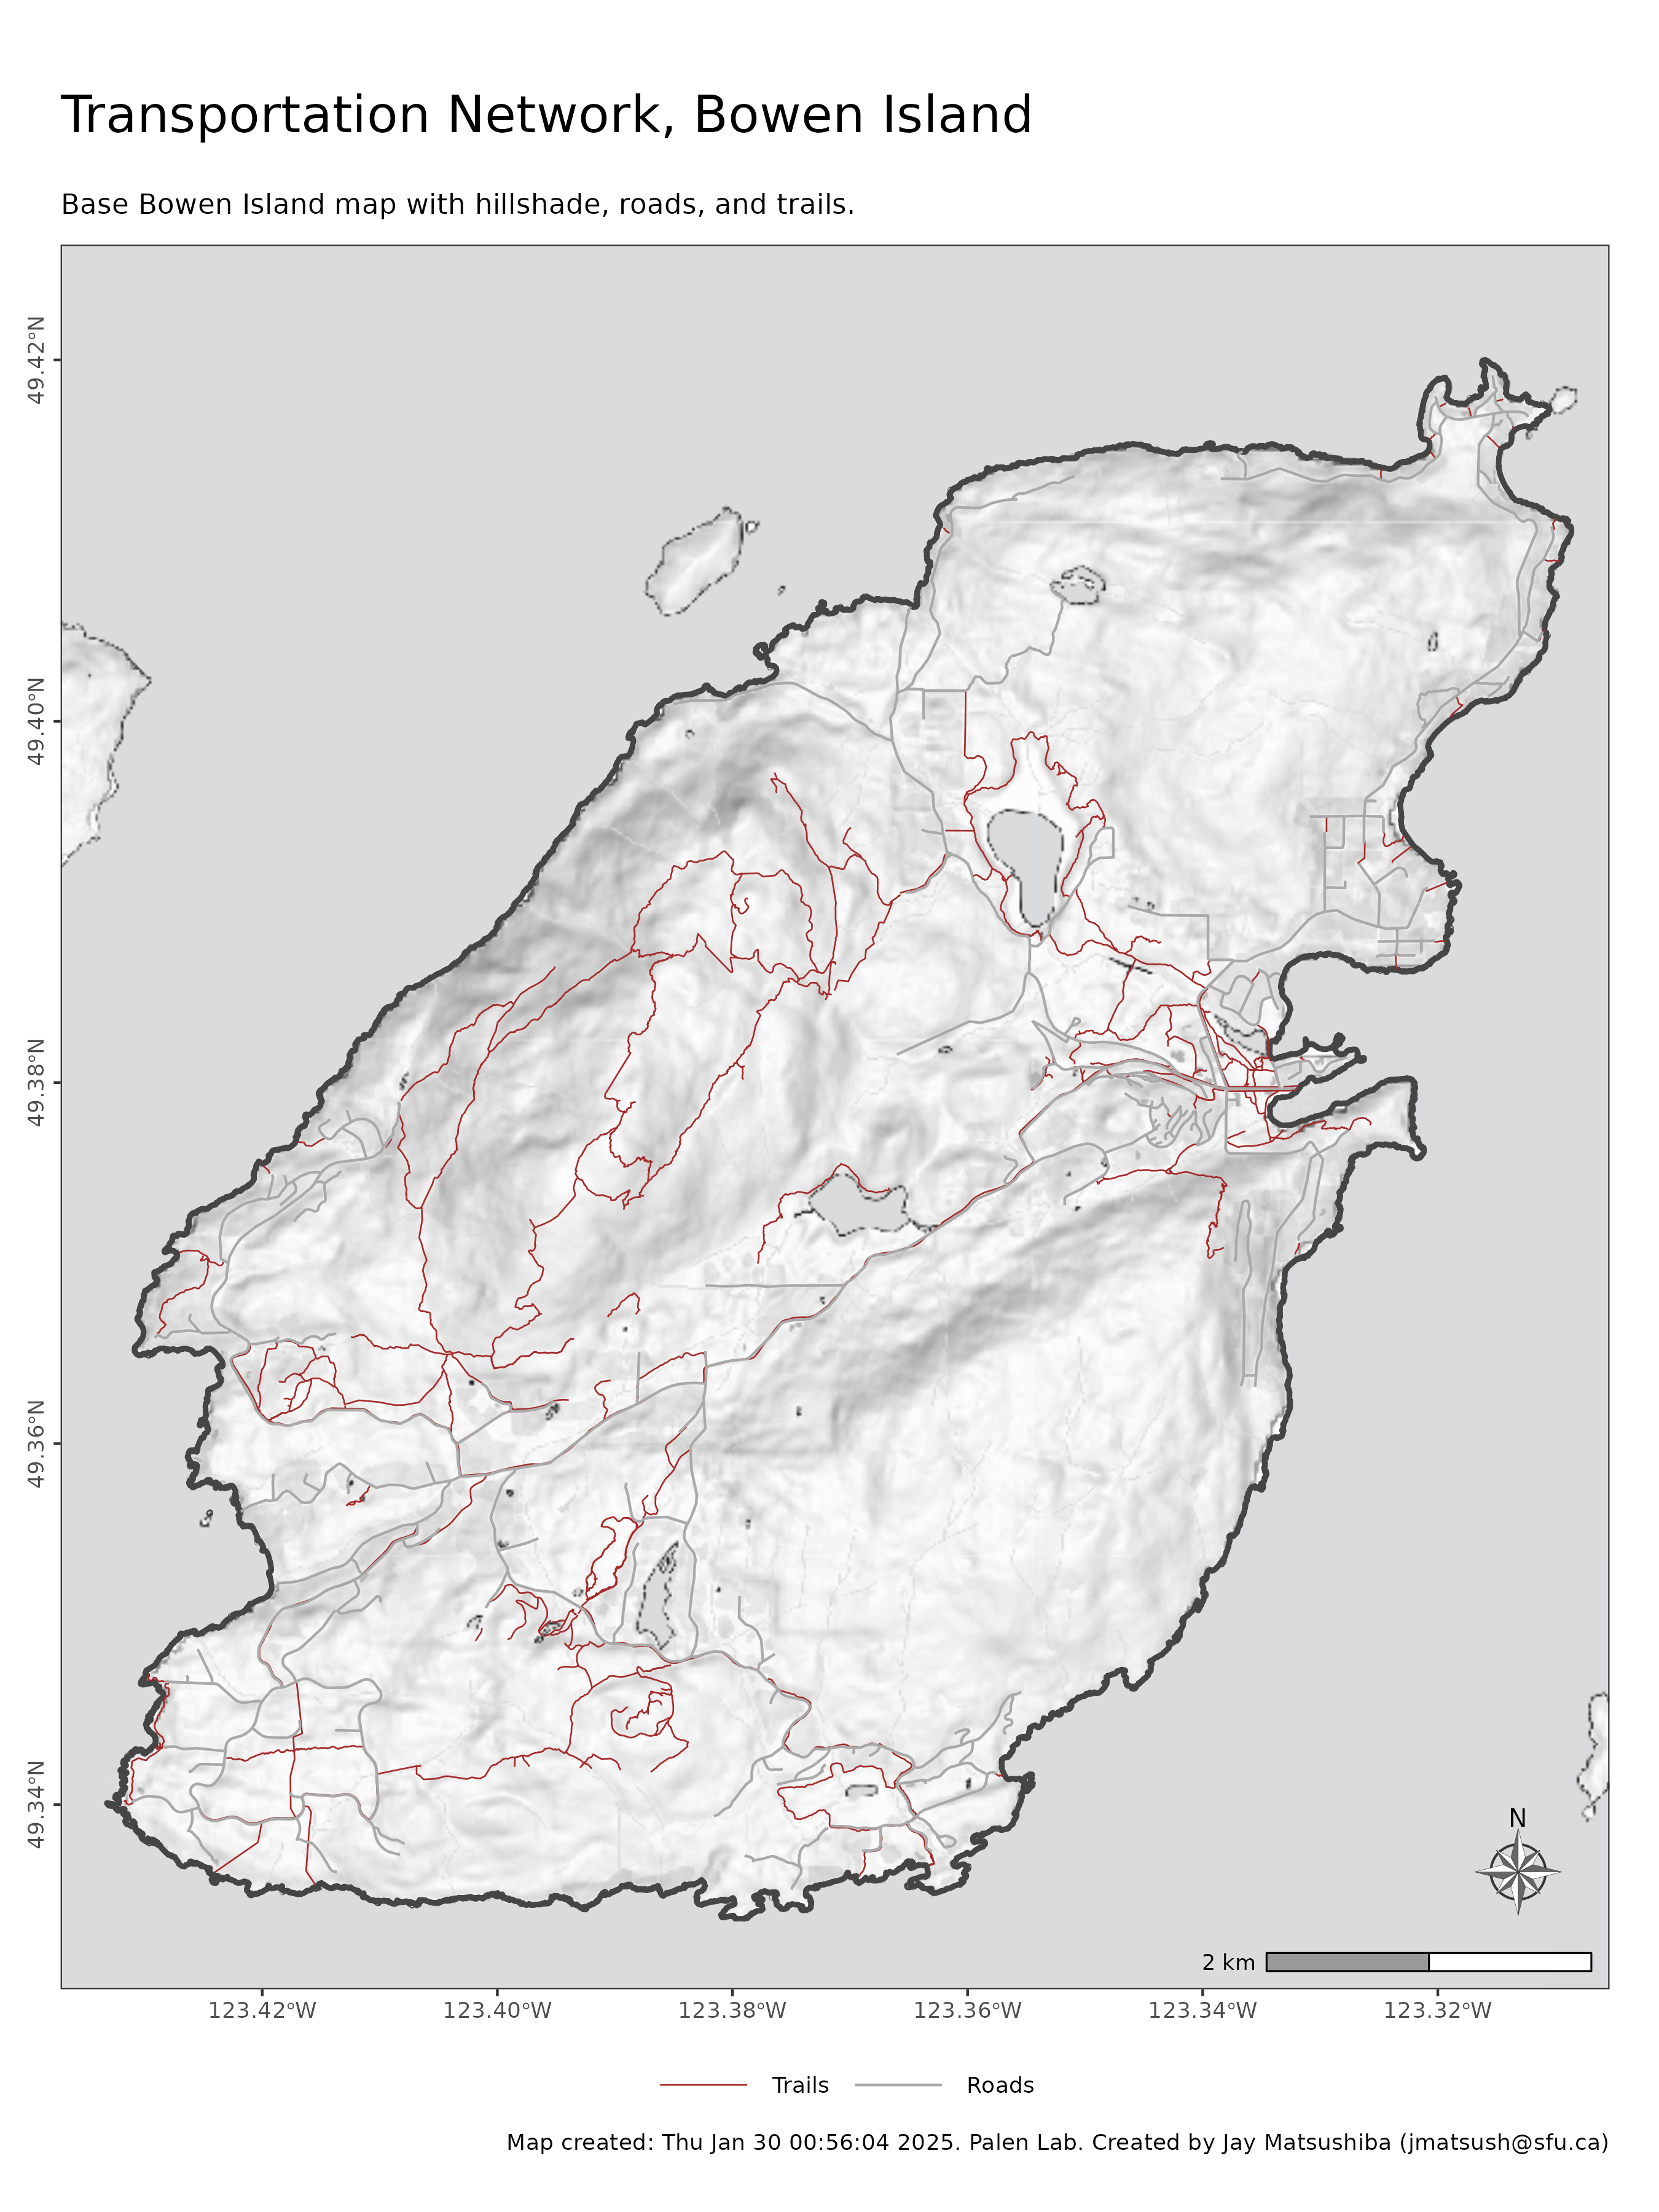 Transportation Network, Bowen Island
Base Bowen Island map with hillshade, roads, and trails.
49.42°N
49.40°N
49.38°N
49.36°N
49.34°N
N
2 km
123.42°W 123.40°W 123.38°W 123.36°W 123.34°W 123.32°W
Trails Roads
Map created: Thu Jan 30 00:56:04 2025. Palen Lab. Created by Jay Matsushiba (jmatsush@sfu.ca)